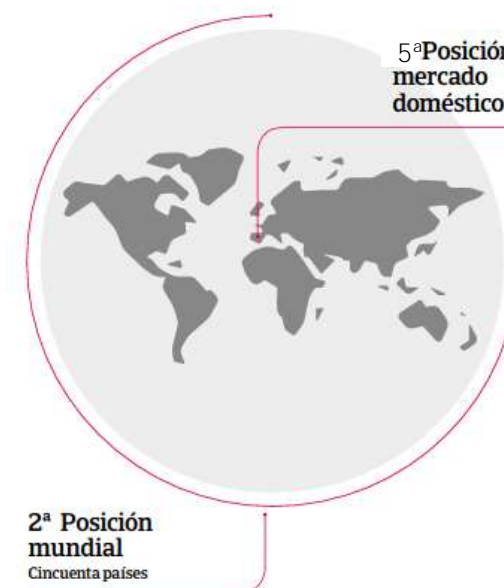 5ªPosición
mercado
doméstico
2ª Posición
mundial
Cincuenta países